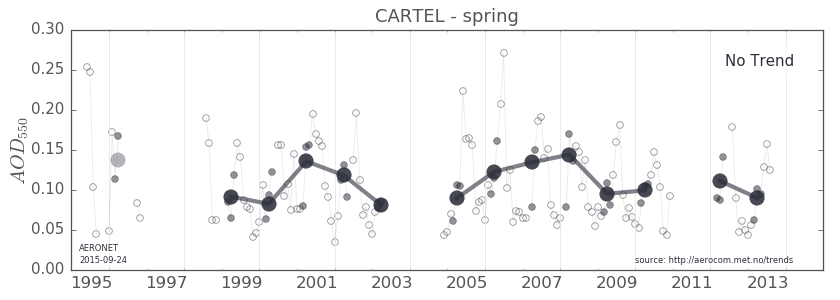 CARTEL - spring
No Trend
AOD550
0.30
0.25
0.20
0.15
0.10
0.05
0.00
AERONET
2015-09-24
source: http://aerocom.met.no/trends
1995 1997 1999 2001 2003 2005 2007 2009 2011 2013